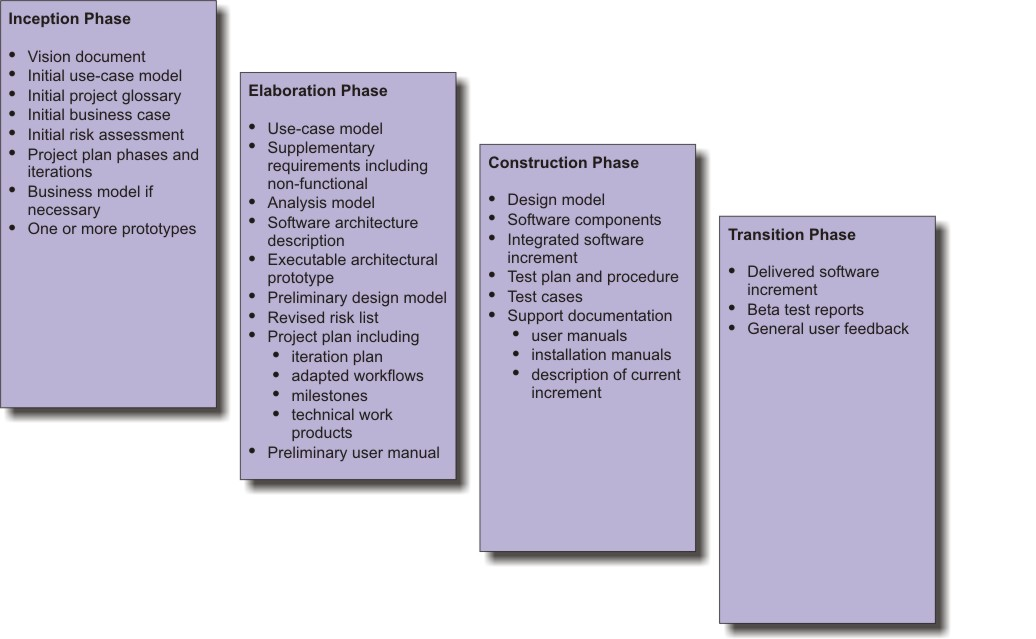 Inception Phase
• Vision document
• Initial use-case model
• Initial project glossary
• Initial business case
• Initial risk assessment
• Project plan phases and
iterations
• Business model if
necessary
• One or more prototypes
Elaboration Phase
• Use-case model
• Supplementary
requirements including
non-functional
• Analysis model
• Software architecture
description
• Executable architectural
prototype
• Preliminary design model
• Revised risk list
• Project plan including
• iteration plan
• adapted workflows
• milestones
• technical work
products
• Preliminary user manual
Construction Phase
• Design model
• Software components
• Integrated software
increment
• Test plan and procedure
• Test cases
• Support documentation
• user manuals
• installation manuals
• description of current
increment
Transition Phase
• Delivered software
increment
• Beta test reports
• General user feedback